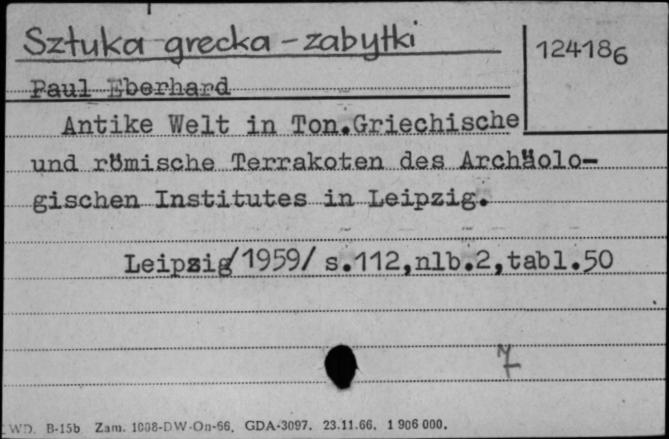 Sztuka grecka - zabytki
124186
Paul Eberhard
Antike Welt in Ton.Griechische
und römische Terrakoten des Archäolo-
gischen Institutes in Leipzig.
Leipzig/1959/ s.112,nlb.2,tabl.50
7
WD. B-15b Zam. 1008-DW-On-66. GDA-3097. 23.11.66. 1 906 000.